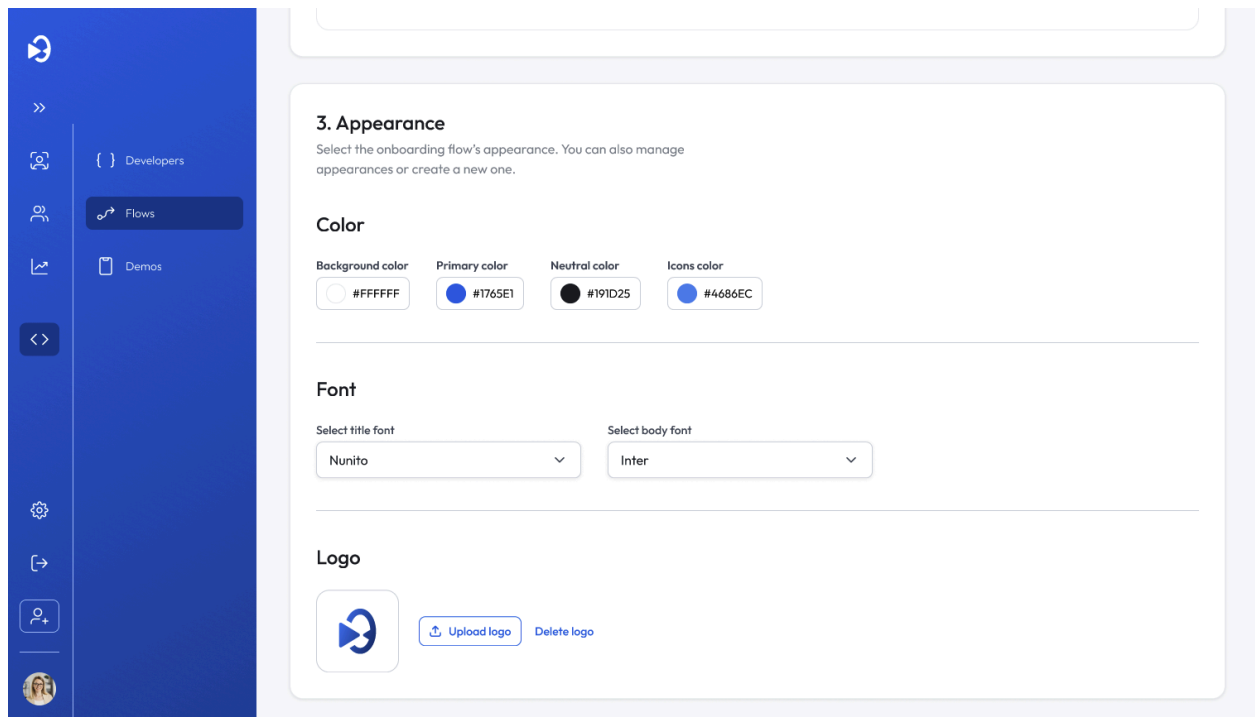 Developers
Flows
Demos
3. Appearance
Select the onboarding flow's appearance. You can also manage
appearances or create a new one.
Color
Background color Primary color Neutral color Icons color
#FFFFFF #1765E1 #191D25 #4686EC
Font
Select title font Select body font
Nunito Inter
Logo
Upload logo Delete logo